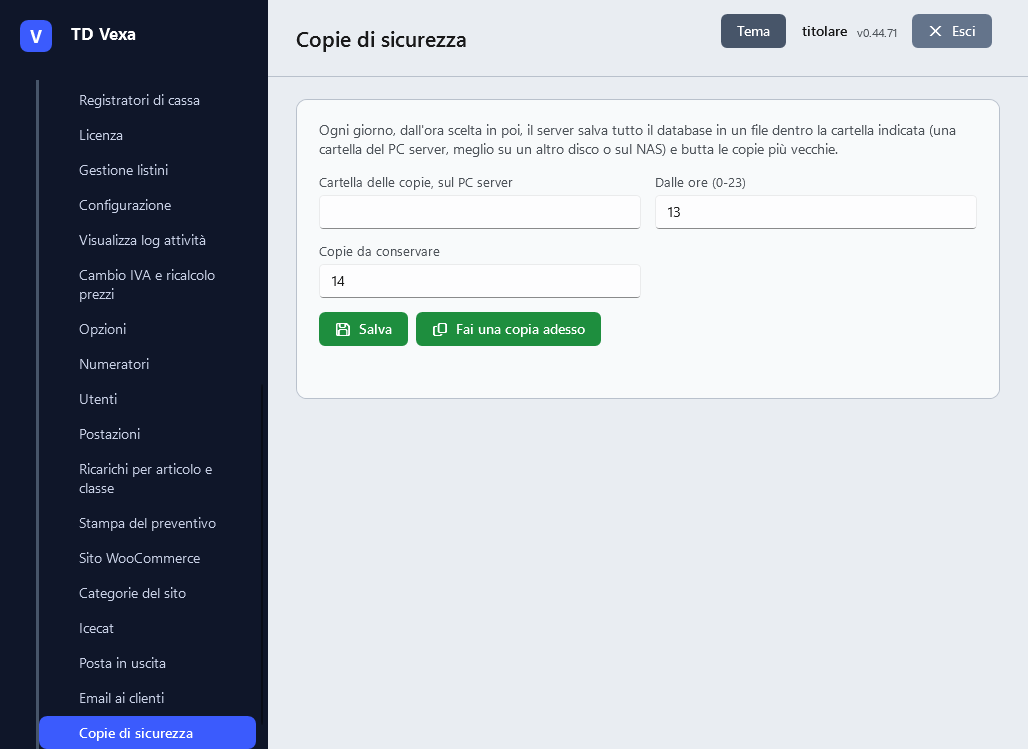 V
TD Vexa
Registratori di cassa
Licenza
Gestione listini
Configurazione
Visualizza log attività
Cambio IVA e ricalcolo
prezzi
Opzioni
Numeratori
Utenti
Postazioni
Ricarichi per articolo e
classe
Stampa del preventivo
Sito WooCommerce
Categorie del sito
Icecat
Posta in uscita
Email ai clienti
Copie di sicurezza
Copie di sicurezza
Tema
titolare
v0.44.71
Esci
Ogni giorno, dall'ora scelta in poi, il server salva tutto il database in un file dentro la cartella indicata (una
cartella del PC server, meglio su un altro disco o sul NAS) e butta le copie più vecchie.
Cartella delle copie, sul PC server
Dalle ore (0-23)
13
Copie da conservare
14
Salva
Fai una copia adesso